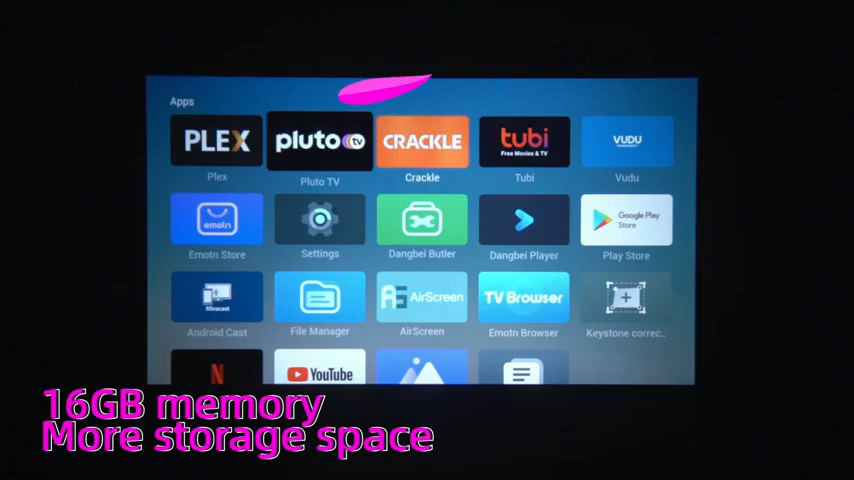 Apps
PLEX
pluto tv
CRACKLE
tubi
Free Movies & TV
VUDU
Plex
Pluto TV
Crackle
Tubi
Vudu
emotn
Google Play
Store
Emotn Store
Settings
Dangbei Butler
Dangbei Player
Play Store
Miracast
AS AirScreen
TV Browser
Android Cast
File Manager
AirScreen
Emotn Browser
Keystone correc..
N
YouTube
16GB memory
More storage space